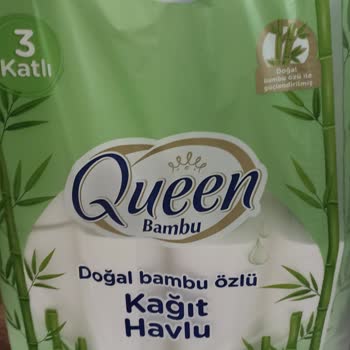 3
Katlı
Doğal
bambu özü ile
güçlendirilmiş
Queen
Bambu
Doğal bambu özlü
Kağıt
Havlu